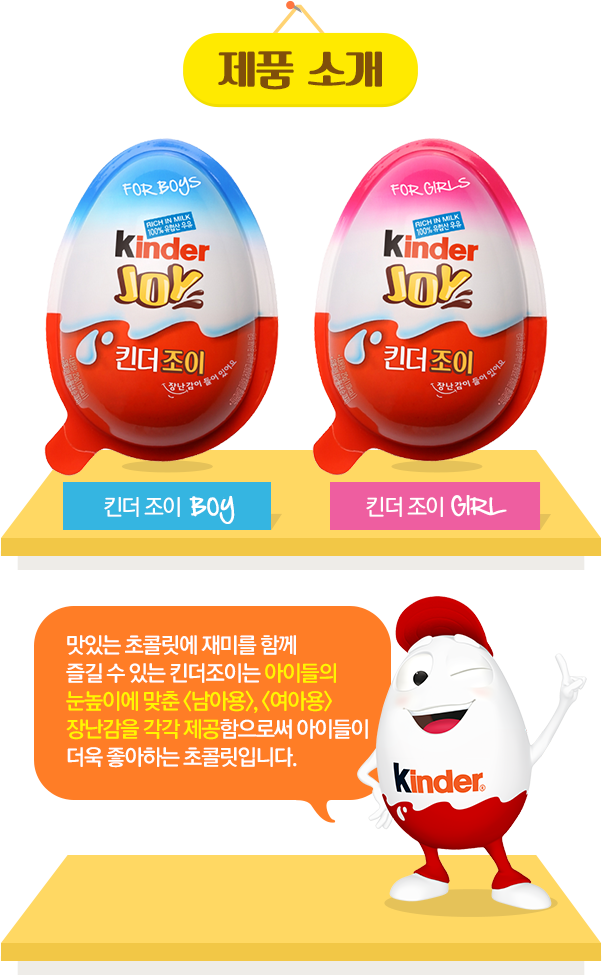 제품 소개
FOR BOYS
RICH IN MILK
100% 유럽산 우유
Kinder
JOY
킨더 조이
장난감이 들어 있어요
FOR GIRLS
RICH IN MILK
100% 유럽산 우유
Kinder
JOY
킨더 조이
장난감이 들어 있어요
킨더 조이 BOY
킨더 조이 GIRL
맛있는 초콜릿에 재미를 함께
즐길 수 있는 킨더조이는 아이들의
눈높이에 맞춘 〈남아용〉, 〈여아용〉
장난감을 각각 제공함으로써 아이들이
더욱 좋아하는 초콜릿입니다.
Kinder®